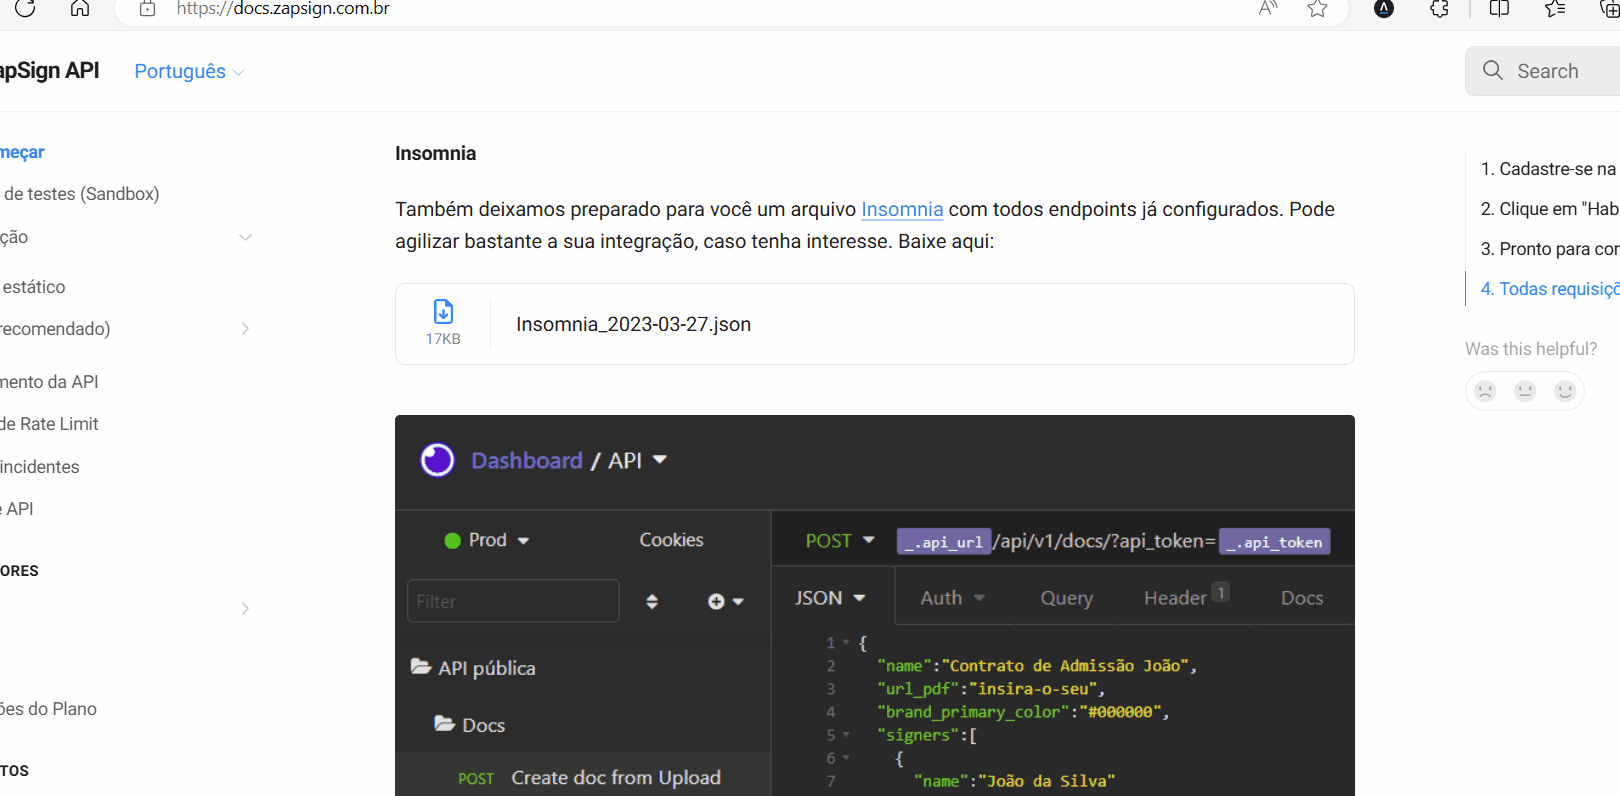 https://docs.zapsign.com.br
apSign API
Português
Search
meçar
de testes (Sandbox)
ção
estático
recomendado)
mento da API
de Rate Limit
incidentes
e API
ORES
ões do Plano
TOS
Insomnia
Também deixamos preparado para você um arquivo Insomnia com todos endpoints já configurados. Pode
agilizar bastante a sua integração, caso tenha interesse. Baixe aqui:
17KB
Insomnia_2023-03-27.json
Dashboard / API
Prod
Cookies
Filter
API pública
Docs
POST Create doc from Upload
POST _.api_url/api/v1/docs/?api_token= _.api_token
JSON Auth Query Header 1 Docs
1 {
2 "name":"Contrato de Admissão João",
3 "url_pdf":"insira-o-seu",
4 "brand_primary_color":"#000000",
5 "signers":[
6 {
7 "name":"João da Silva"
1. Cadastre-se na
2. Clique em "Hab
3. Pronto para cor
4. Todas requisiçõ
Was this helpful?